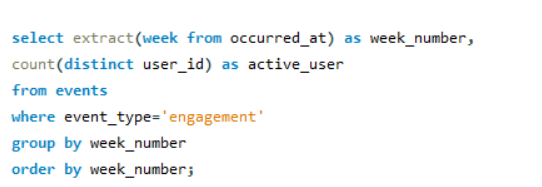 select extract(week from occurred_at) as week_number,
count(distinct user_id) as active_user
from events
where event_type='engagement'
group by week_number
order by week_number;